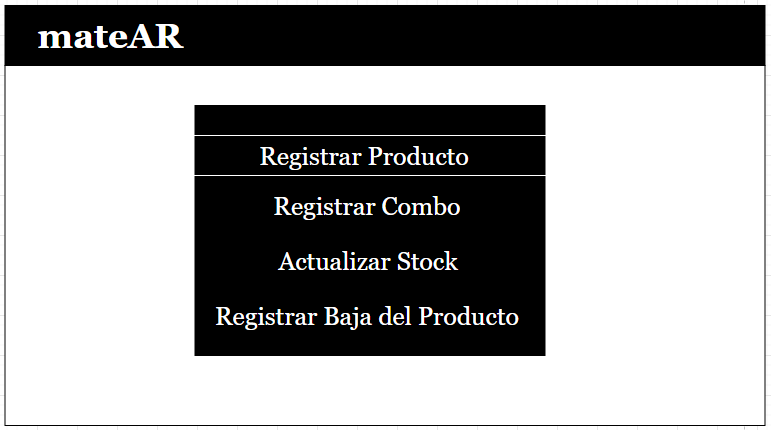 mateAR
Registrar Producto
Registrar Combo
Actualizar Stock
Registrar Baja del Producto